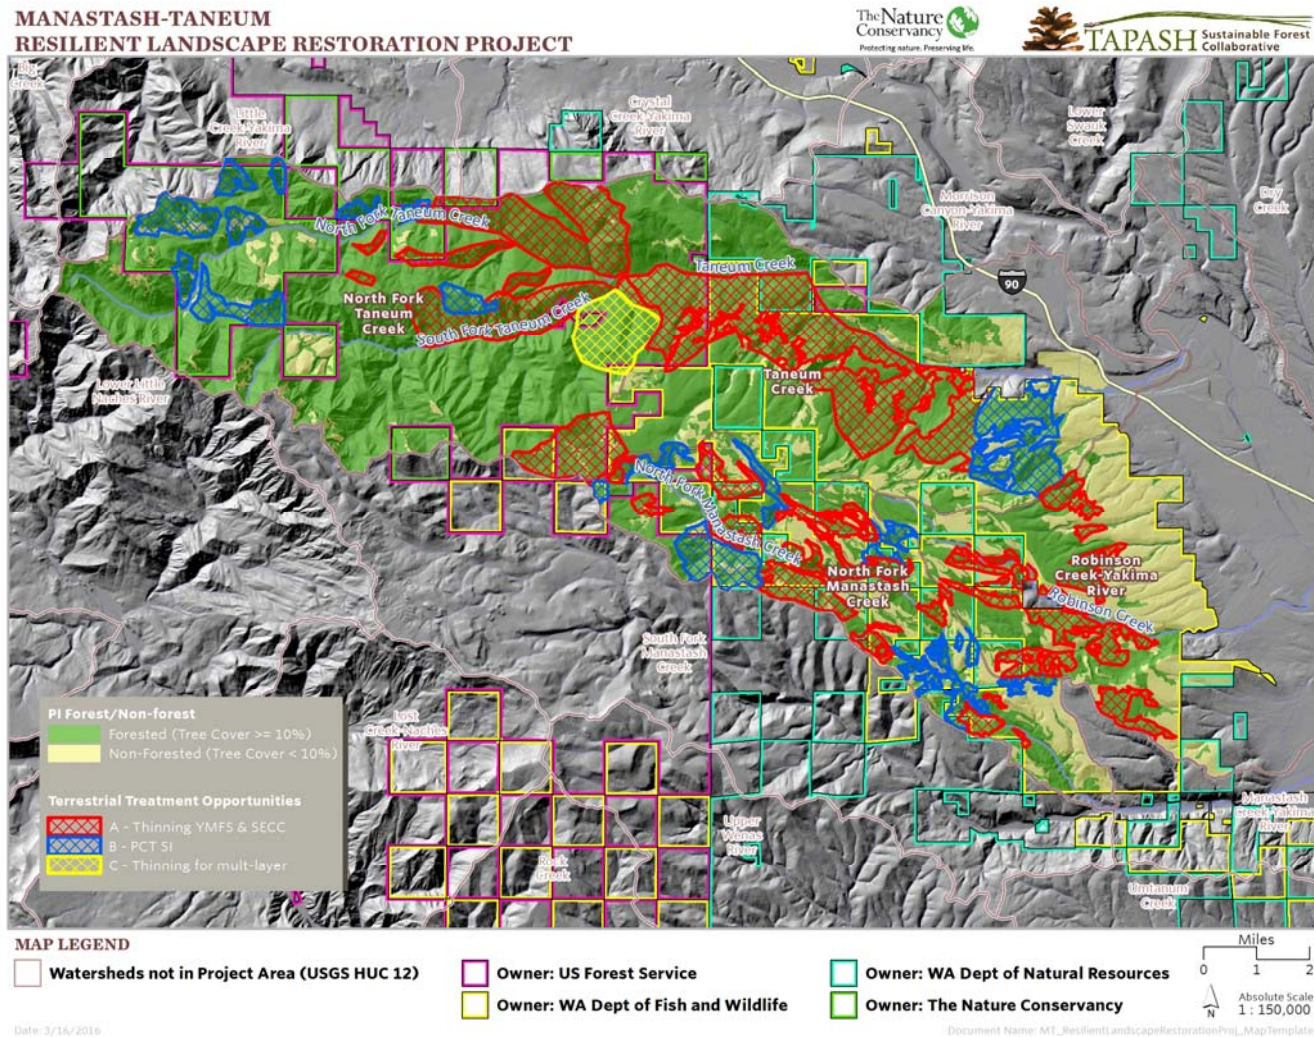 MANASTASH-TANEUM
RESILIENT LANDSCAPE RESTORATION PROJECT
The Nature
Conservancy
Protecting nature. Preserving life.
TAPASH Sustainable Forest
Collaborative
Big
Creek
Little
Creek-Yakima
River
Crystal
Creek-Yakima
River
Lower
Swauk
Creek
Dry
Creek
Morrison
Canyon-Yakima
River
90
North Fork Taneum Creek
Taneum Creek
North Fork
Taneum
Creek
South Fork Taneum Creek
Lower Little
Naches River
Taneum
Creek
North Fork Manastash Creek
North Fork
Manastash
Creek
Robinson
Creek-Yakima
River
Robinson Creek
South Fork
Manastash
Creek
Lost
Creek-Naches
River
Rock
Creek
Upper
Wenas
River
Manastash
Creek-Yakima
River
Umtanum
Creek
PI Forest/Non-forest
Forested (Tree Cover >= 10%)
Non-Forested (Tree Cover < 10%)
Terrestrial Treatment Opportunities
A - Thinning YMFS & SECC
B - PCT SI
C - Thinning for mult-layer
MAP LEGEND
Watersheds not in Project Area (USGS HUC 12)
Owner: US Forest Service
Owner: WA Dept of Fish and Wildlife
Owner: WA Dept of Natural Resources
Owner: The Nature Conservancy
Miles
0 1 2
N
Absolute Scale
1 : 150,000
Date: 3/16/2016
Document Name: MT_ResilientLandscapeRestorationProj_MapTemplate